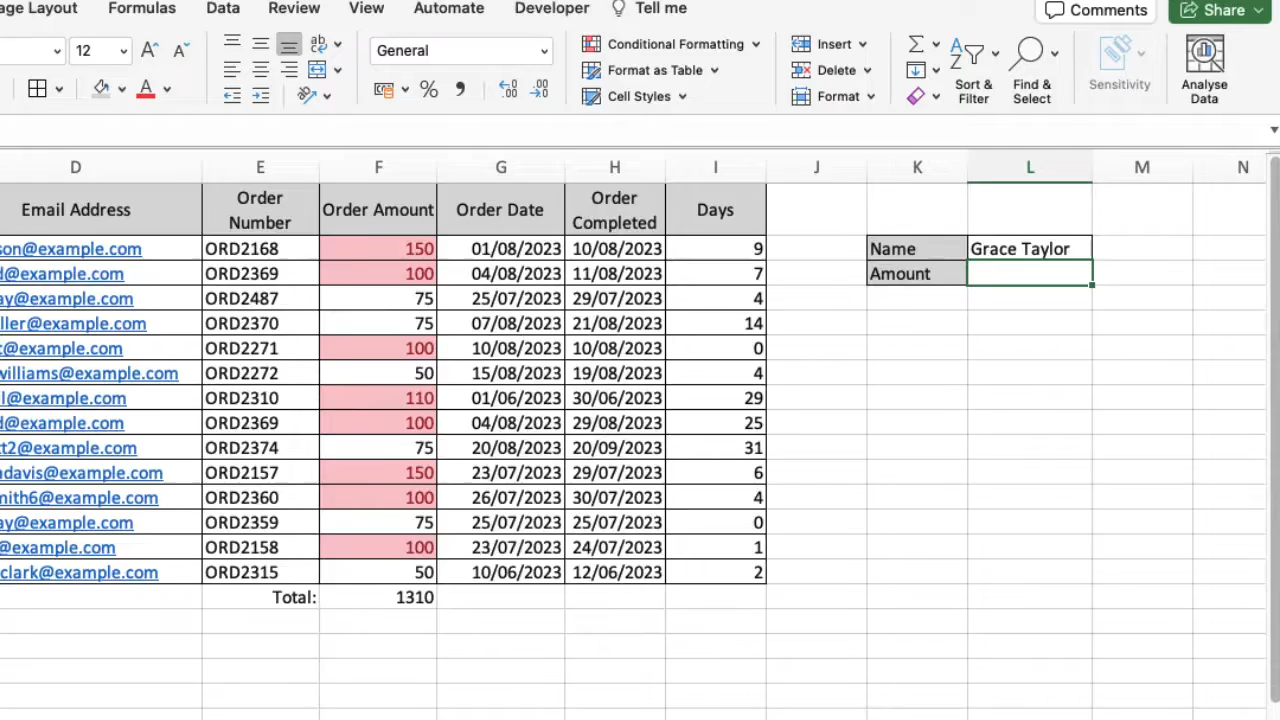 age Layout Formulas Data Review View Automate Developer Tell me Comments Share
12 A A ab General Conditional Formatting Insert
Format as Table Delete Sort & Filter Find & Select Sensitivity Analyse Data
A % Cell Styles Format
D E F G H I J K L M N
Email Address Order Number Order Amount Order Date Order Completed Days
son@example.com ORD2168 150 01/08/2023 10/08/2023 9 Name Grace Taylor
d@example.com ORD2369 100 04/08/2023 11/08/2023 7 Amount
ay@example.com ORD2487 75 25/07/2023 29/07/2023 4
ller@example.com ORD2370 75 07/08/2023 21/08/2023 14
@example.com ORD2271 100 10/08/2023 10/08/2023 0
williams@example.com ORD2272 50 15/08/2023 19/08/2023 4
l@example.com ORD2310 110 01/06/2023 30/06/2023 29
d@example.com ORD2369 100 04/08/2023 29/08/2023 25
tt2@example.com ORD2374 75 20/08/2023 20/09/2023 31
ndavis@example.com ORD2157 150 23/07/2023 29/07/2023 6
mith6@example.com ORD2360 100 26/07/2023 30/07/2023 4
ay@example.com ORD2359 75 25/07/2023 25/07/2023 0
@example.com ORD2158 100 23/07/2023 24/07/2023 1
clark@example.com ORD2315 50 10/06/2023 12/06/2023 2
Total: 1310